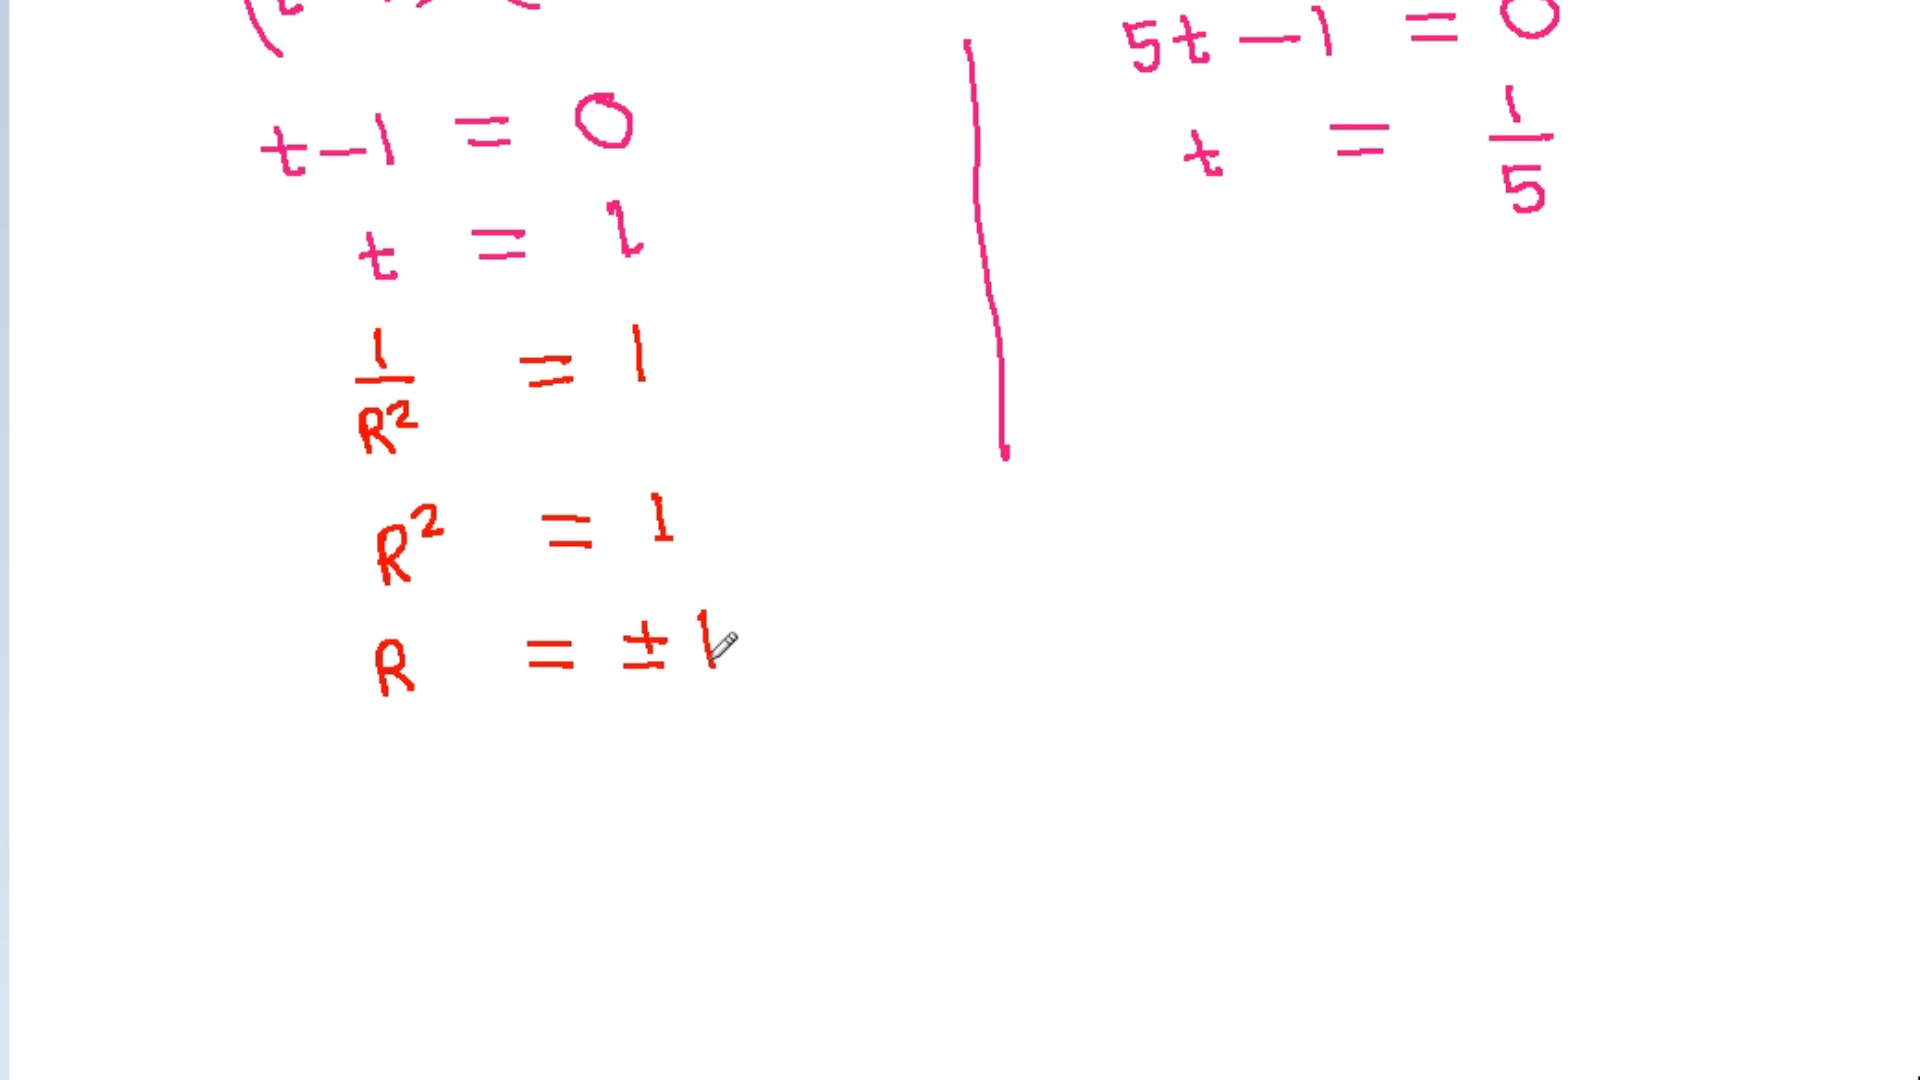 t-1 = 0
t = 1
1/R² = 1
R² = 1
R = ±1
5t-1 = 0
t = 1/5